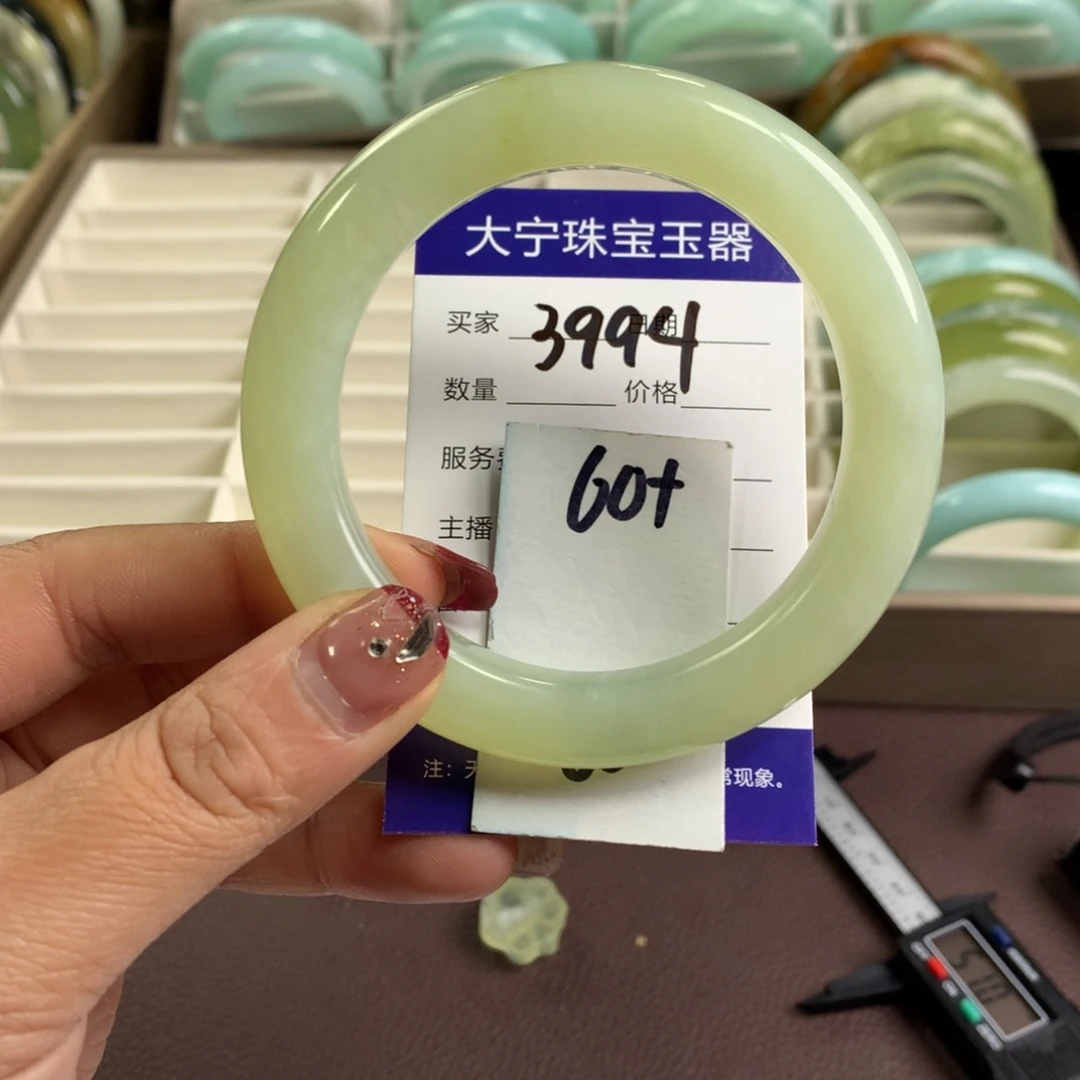 大宁珠宝玉器
买家 3994 日期
数量 价格
服务
60+
主播
注：天 常现象。